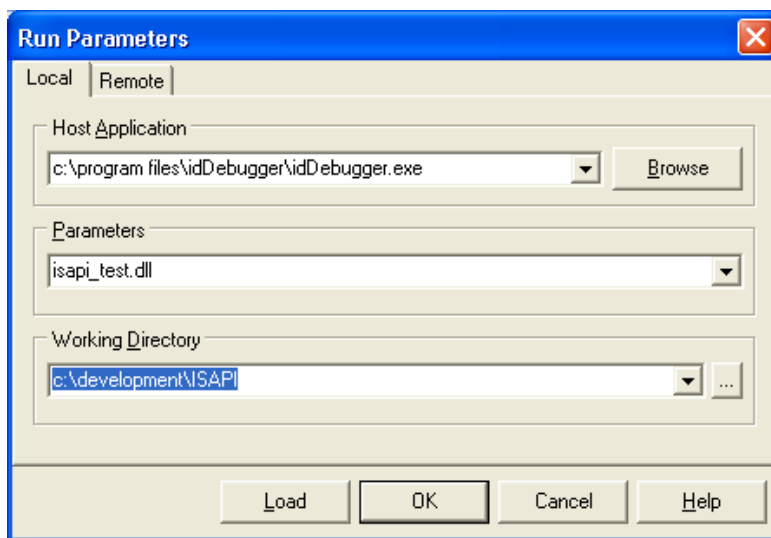 Run Parameters
Local Remote
Host Application
c:\program files\idDebugger\idDebugger.exe Browse
Parameters
isapi_test.dll
Working Directory
c:\development\ISAPI ...
Load OK Cancel Help